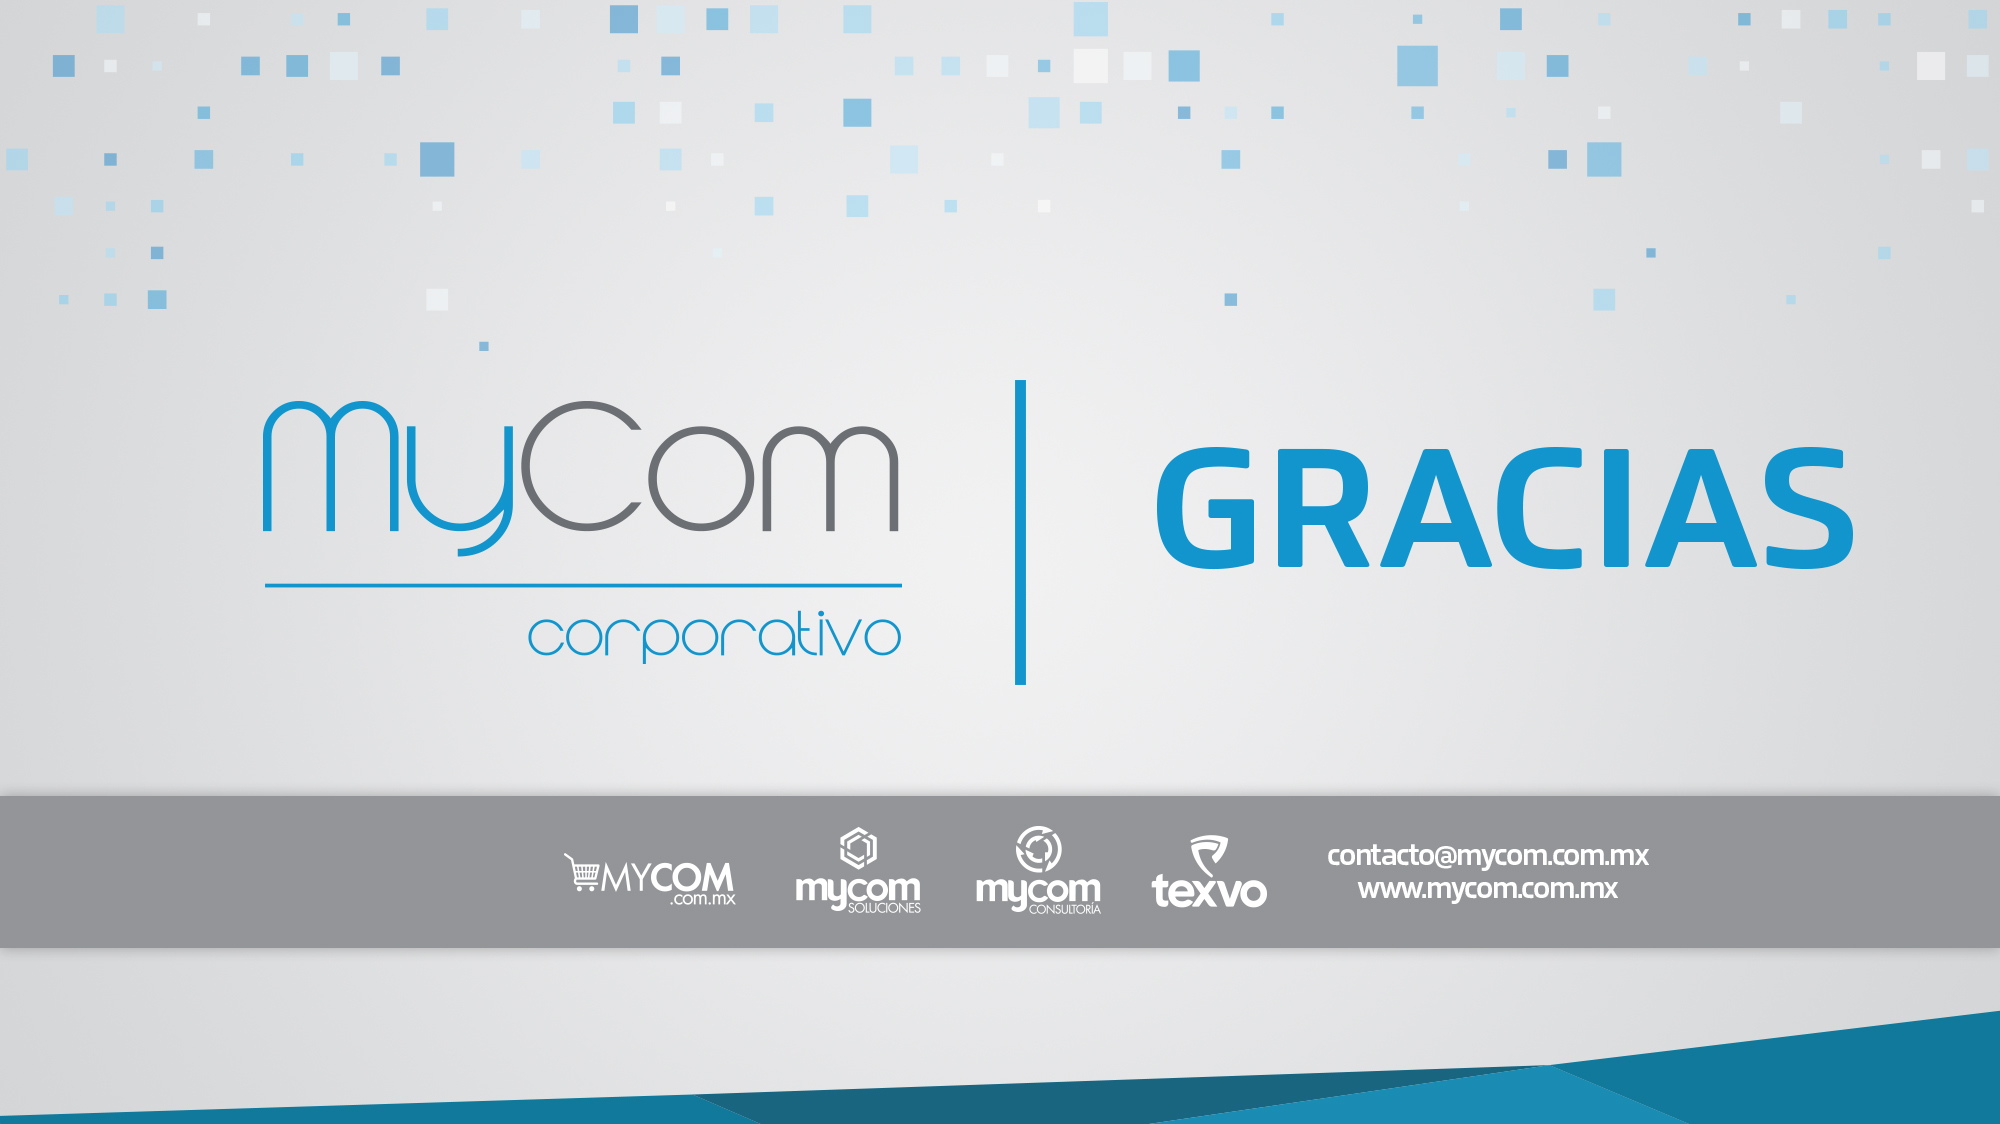 myCom
corporativo
GRACIAS
MYCOM
.com.mx
mycom
SOLUCIONES
mycom
CONSULTORÍA
texvo
contacto@mycom.com.mx
www.mycom.com.mx